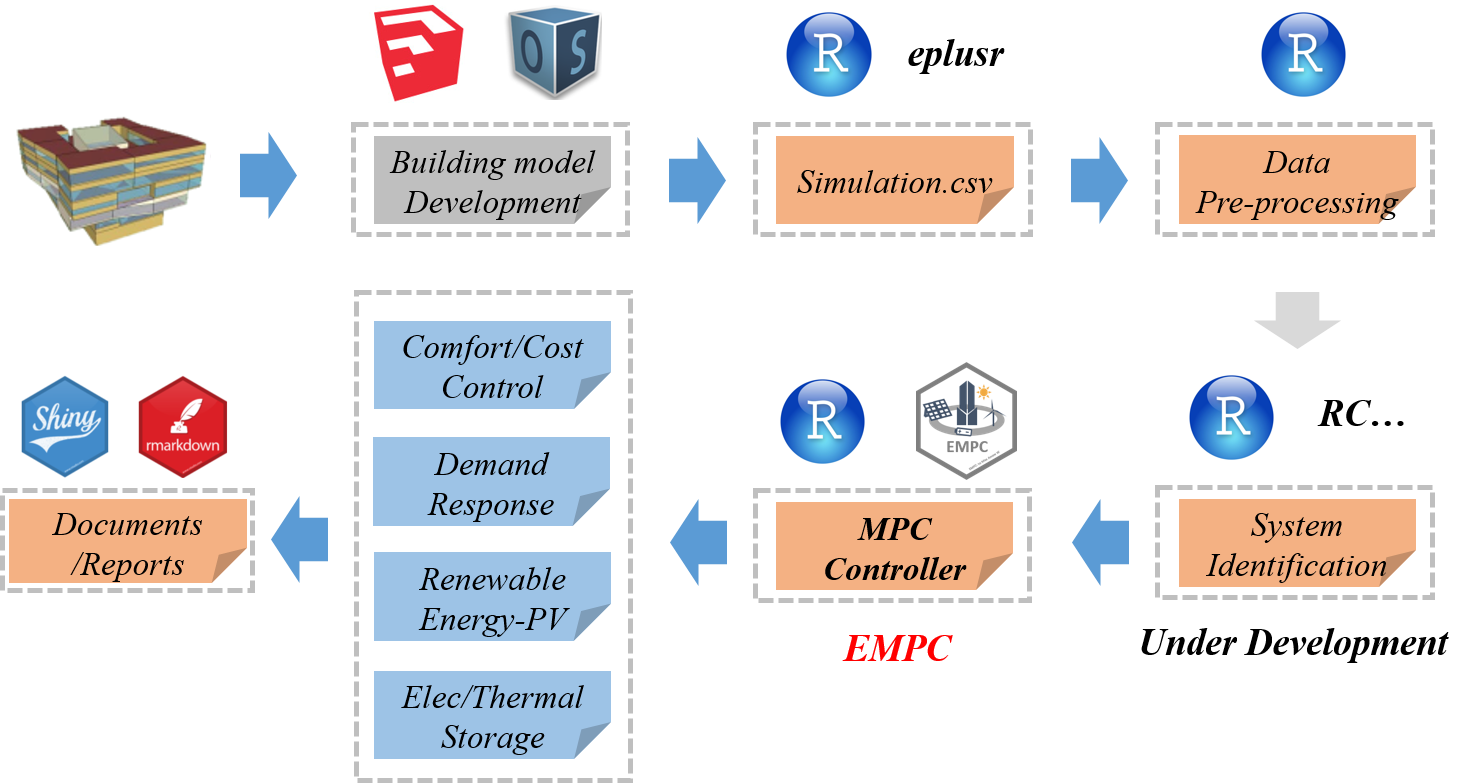 O S
R
eplusr
R
Building model
Development
Simulation.csv
Data
Pre-processing
Comfort/Cost
Control
Demand
Response
Renewable
Energy-PV
Elec/Thermal
Storage
Shiny
rmarkdown
Documents
/Reports
R
EMPC
MPC
Controller
EMPC
R
RC…
System
Identification
Under Development